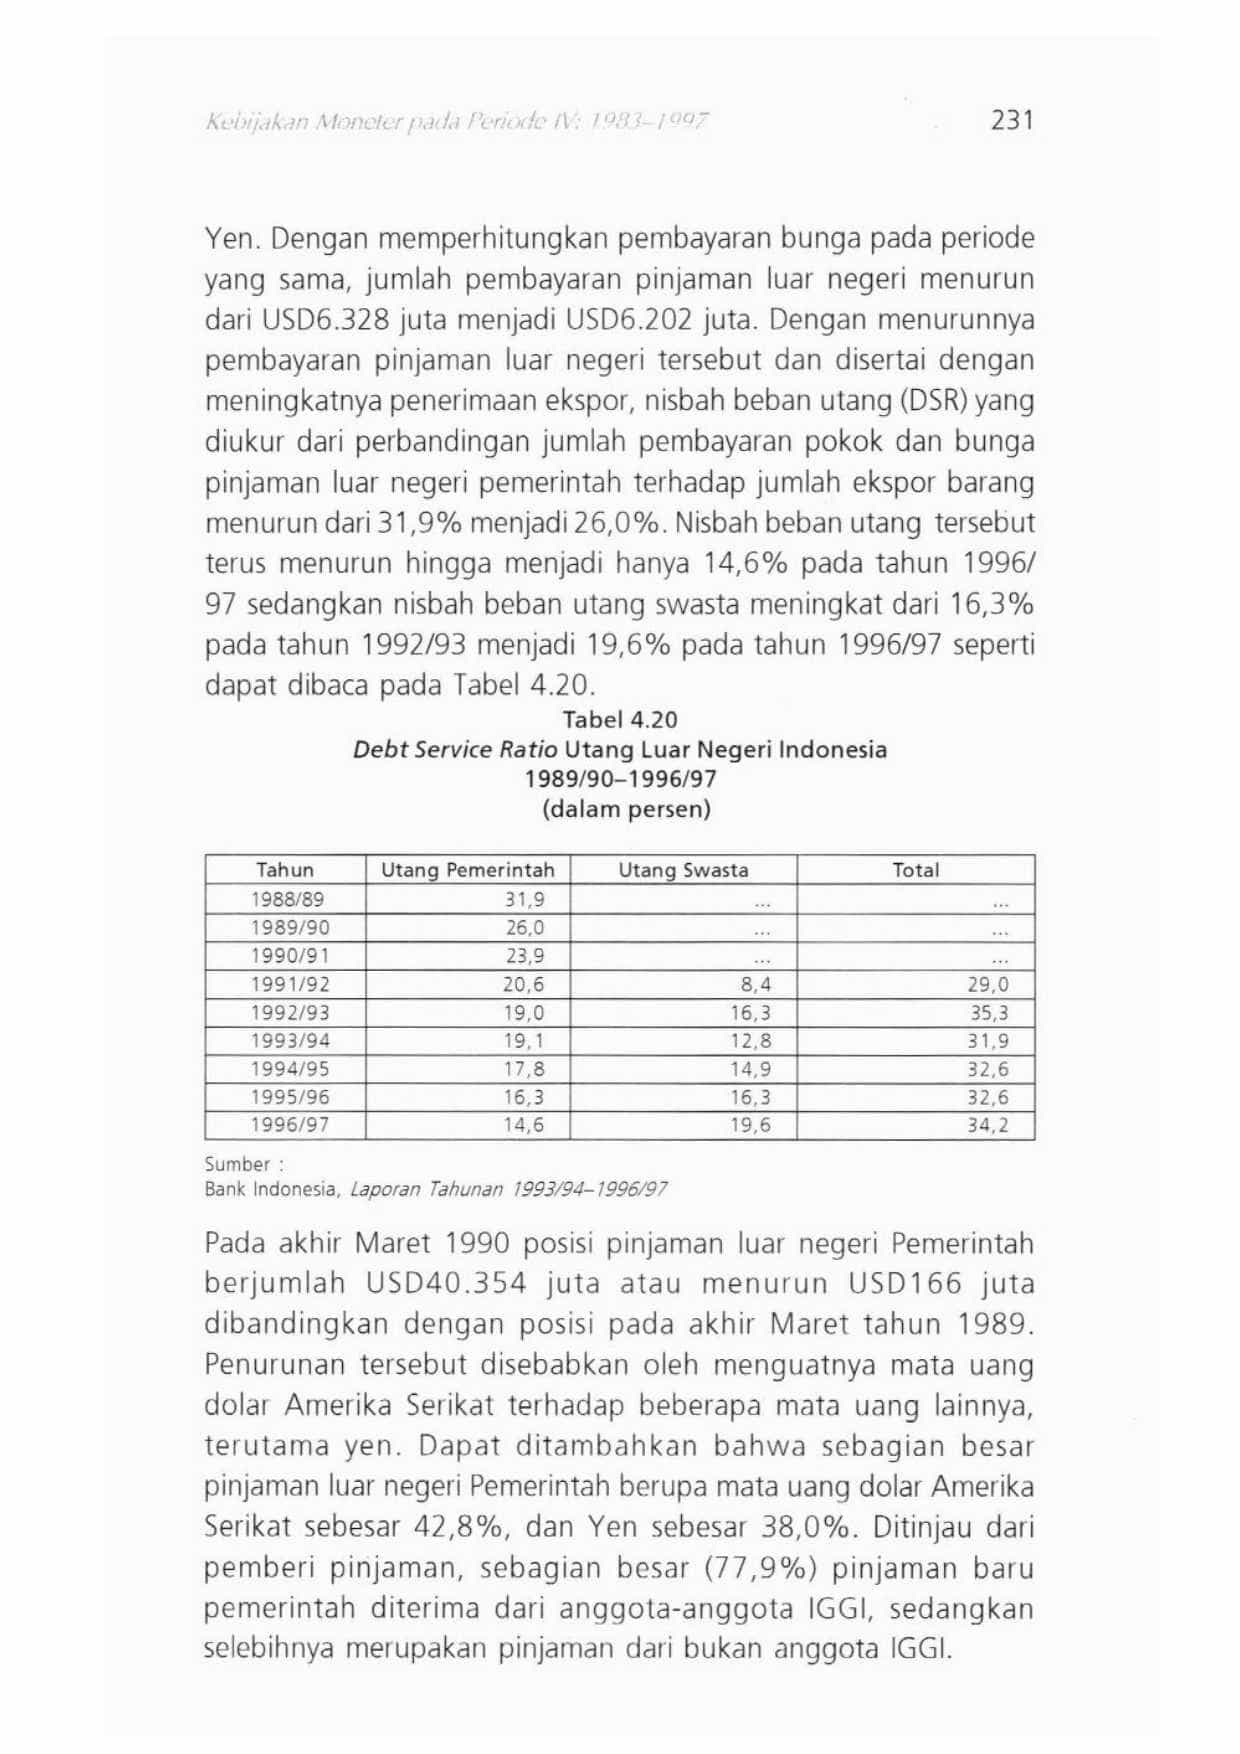 Kebijakan Moneter pada Periode IV: 1983–1997 231
Yen. Dengan memperhitungkan pembayaran bunga pada periode
yang sama, jumlah pembayaran pinjaman luar negeri menurun
dari USD6.328 juta menjadi USD6.202 juta. Dengan menurunnya
pembayaran pinjaman luar negeri tersebut dan disertai dengan
meningkatnya penerimaan ekspor, nisbah beban utang (DSR) yang
diukur dari perbandingan jumlah pembayaran pokok dan bunga
pinjaman luar negeri pemerintah terhadap jumlah ekspor barang
menurun dari 31,9% menjadi 26,0%. Nisbah beban utang tersebut
terus menurun hingga menjadi hanya 14,6% pada tahun 1996/
97 sedangkan nisbah beban utang swasta meningkat dari 16,3%
pada tahun 1992/93 menjadi 19,6% pada tahun 1996/97 seperti
dapat dibaca pada Tabel 4.20.
Tabel 4.20
Debt Service Ratio Utang Luar Negeri Indonesia
1989/90–1996/97
(dalam persen)
Tahun Utang Pemerintah Utang Swasta Total
1988/89 31,9 ... ...
1989/90 26,0 ... ...
1990/91 23,9 ... ...
1991/92 20,6 8,4 29,0
1992/93 19,0 16,3 35,3
1993/94 19,1 12,8 31,9
1994/95 17,8 14,9 32,6
1995/96 16,3 16,3 32,6
1996/97 14,6 19,6 34,2
Sumber :
Bank Indonesia, Laporan Tahunan 1993/94–1996/97
Pada akhir Maret 1990 posisi pinjaman luar negeri Pemerintah
berjumlah USD40.354 juta atau menurun USD166 juta
dibandingkan dengan posisi pada akhir Maret tahun 1989.
Penurunan tersebut disebabkan oleh menguatnya mata uang
dolar Amerika Serikat terhadap beberapa mata uang lainnya,
terutama yen. Dapat ditambahkan bahwa sebagian besar
pinjaman luar negeri Pemerintah berupa mata uang dolar Amerika
Serikat sebesar 42,8%, dan Yen sebesar 38,0%. Ditinjau dari
pemberi pinjaman, sebagian besar (77,9%) pinjaman baru
pemerintah diterima dari anggota-anggota IGGI, sedangkan
selebihnya merupakan pinjaman dari bukan anggota IGGI.